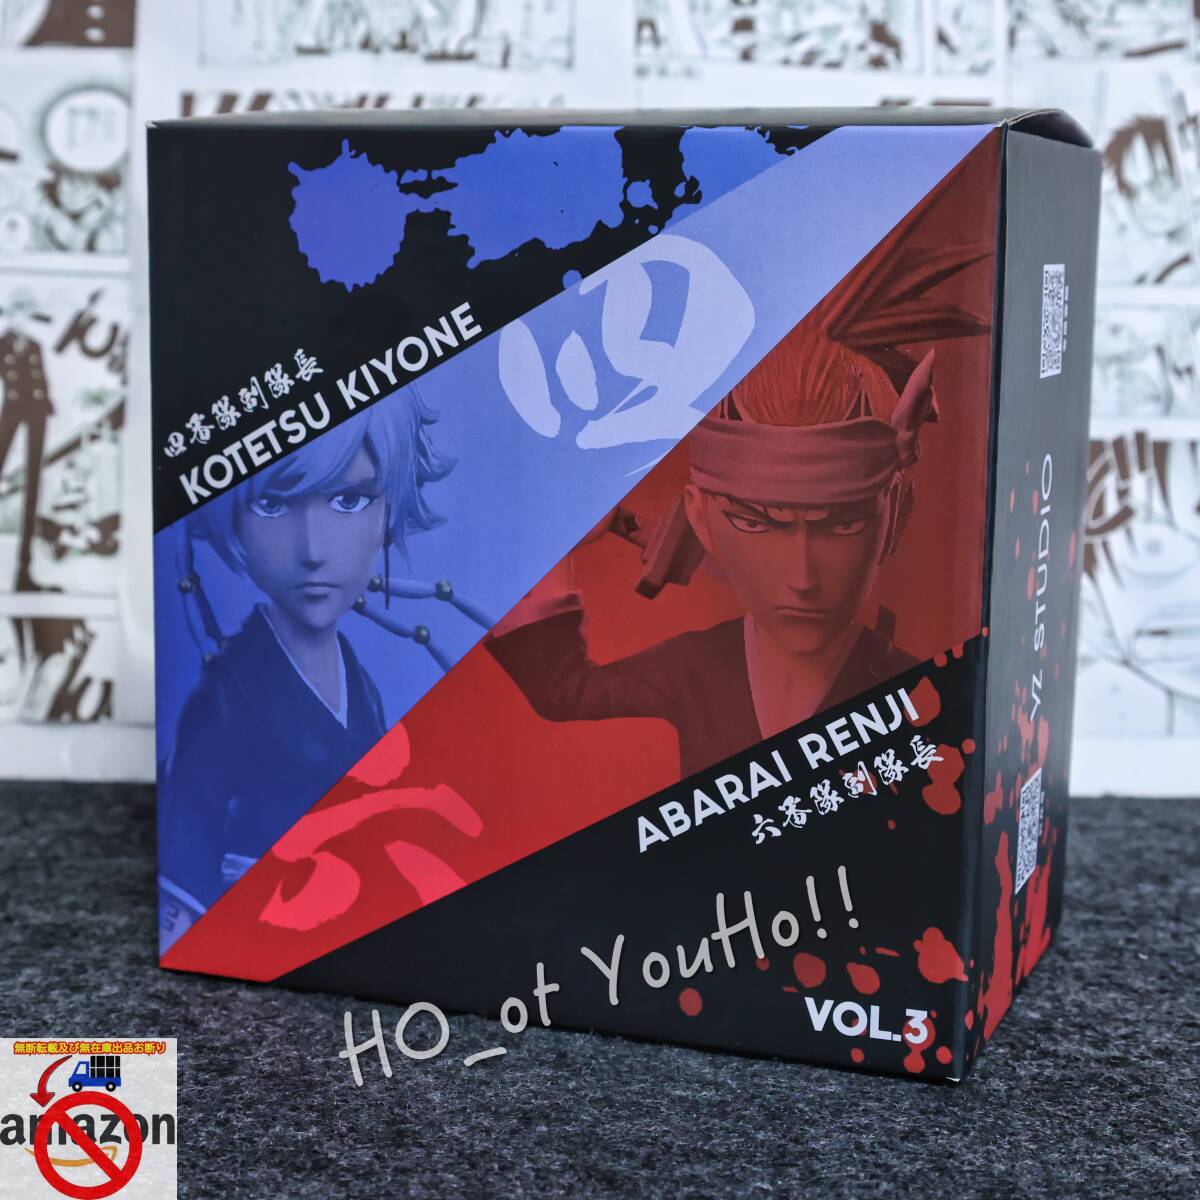 四番隊副隊長
KOTETSU KIYONE
四
六
ABARAI RENJI
六番隊副隊長
VOL.3
YZ STUDIO
HO_ot YouHo!!
無断転載及び無在庫出品お断り
amazon